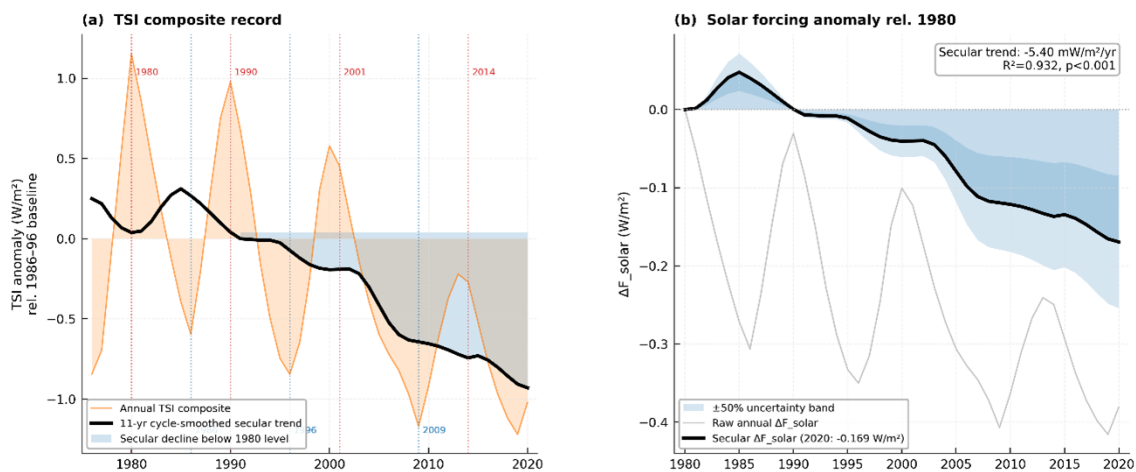 (a) TSI composite record
TSI anomaly (W/m²)
rel. 1986–96 baseline
1.0
0.5
0.0
−0.5
−1.0
1980
1990
2001
2014
96
2009
Annual TSI composite
11-yr cycle-smoothed secular trend
Secular decline below 1980 level
1980
1990
2000
2010
2020
(b) Solar forcing anomaly rel. 1980
ΔF_solar (W/m²)
0.0
−0.1
−0.2
−0.3
−0.4
Secular trend: -5.40 mW/m²/yr
R²=0.932, p<0.001
±50% uncertainty band
Raw annual ΔF_solar
Secular ΔF_solar (2020: -0.169 W/m²)
1980
1985
1990
1995
2000
2005
2010
2015
2020